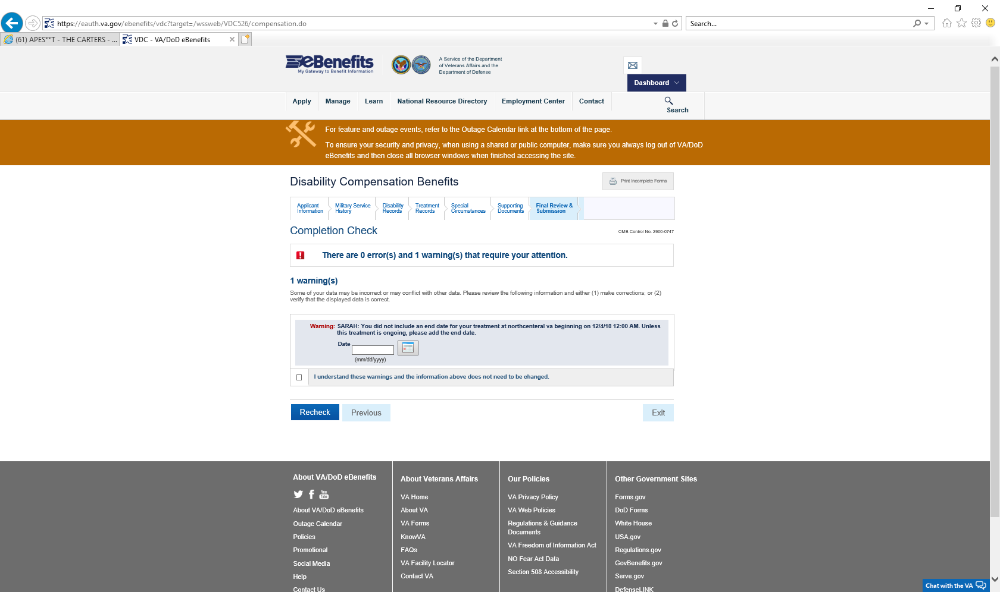 https://eauth.va.gov/ebenefits/vdc?target=/wssweb/VDC526/compensation.do
Search...
(61) APES**T - THE CARTERS - ...
VDC - VA/DoD eBenefits
eBenefits
My Gateway to Benefit Information
A Service of the Department
of Veterans Affairs and the
Department of Defense
Dashboard
Apply
Manage
Learn
National Resource Directory
Employment Center
Contact
Search
For feature and outage events, refer to the Outage Calendar link at the bottom of the page.
To ensure your security and privacy, when using a shared or public computer, make sure you always log out of VA/DoD
eBenefits and then close all browser windows when finished accessing the site.
Disability Compensation Benefits
Print Incomplete Forms
Applicant
Information
Military Service
History
Disability
Records
Treatment
Records
Special
Circumstances
Supporting
Documents
Final Review &
Submission
Completion Check
OMB Control No. 2900-0747
There are 0 error(s) and 1 warning(s) that require your attention.
1 warning(s)
Some of your data may be incorrect or may conflict with other data. Please review the following information and either (1) make corrections; or (2)
verify that the displayed data is correct.
Warning: SARAH: You did not include an end date for your treatment at northcenteral va beginning on 12/4/18 12:00 AM. Unless
this treatment is ongoing, please add the end date.
Date
(mm/dd/yyyy)
I understand these warnings and the information above does not need to be changed.
Recheck
Previous
Exit
About VA/DoD eBenefits
You
Tube
About VA/DoD eBenefits
Outage Calendar
Policies
Promotional
Social Media
Help
Contact Us
About Veterans Affairs
VA Home
About VA
VA Forms
KnowVA
FAQs
VA Facility Locator
Contact VA
Our Policies
VA Privacy Policy
VA Web Policies
Regulations & Guidance
Documents
VA Freedom of Information Act
NO Fear Act Data
Section 508 Accessibility
Other Government Sites
Forms.gov
DoD Forms
White House
USA.gov
Regulations.gov
GovBenefits.gov
Serve.gov
DefenseLINK
Chat with the VA